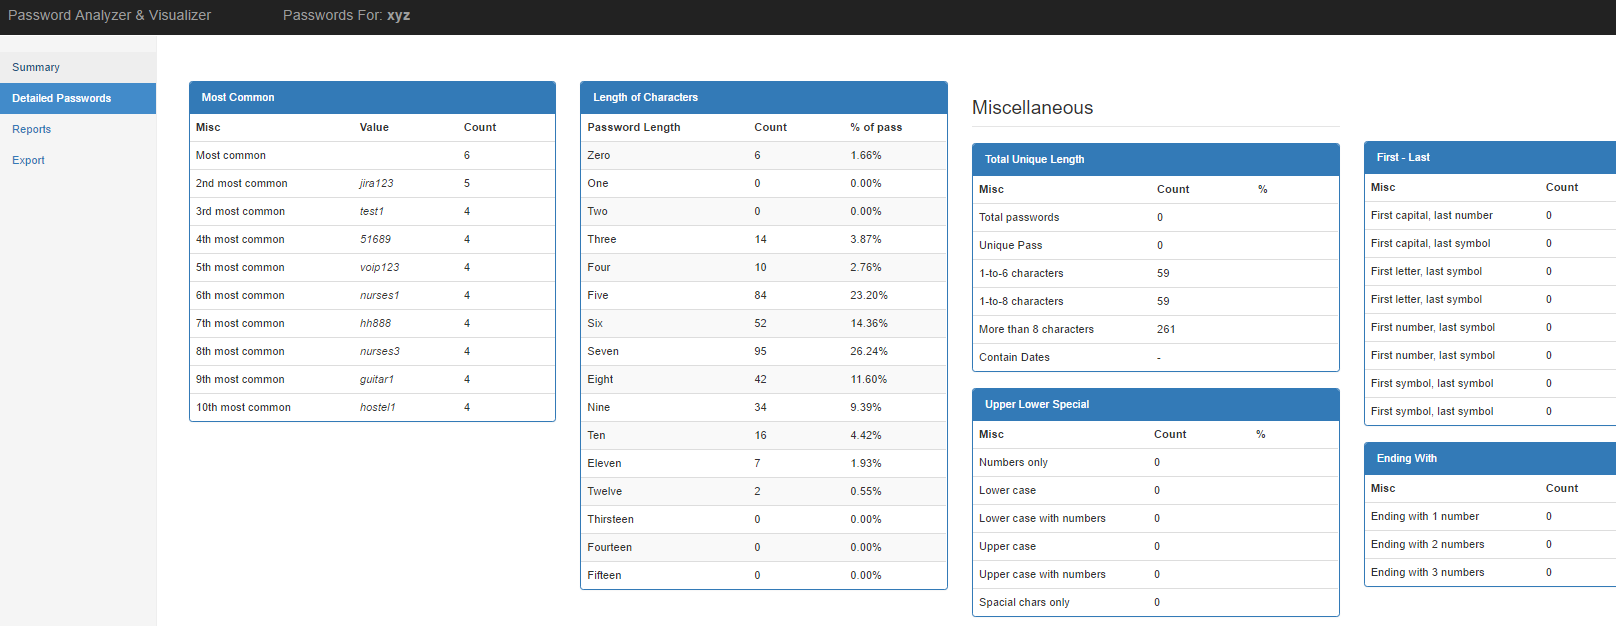 Password Analyzer & Visualizer Passwords For: xyz
Summary
Detailed Passwords
Reports
Export
Most Common
Misc Value Count
Most common 6
2nd most common jira123 5
3rd most common test1 4
4th most common 51689 4
5th most common voip123 4
6th most common nurses1 4
7th most common hh888 4
8th most common nurses3 4
9th most common guitar1 4
10th most common hostel1 4
Length of Characters
Password Length Count % of pass
Zero 6 1.66%
One 0 0.00%
Two 0 0.00%
Three 14 3.87%
Four 10 2.76%
Five 84 23.20%
Six 52 14.36%
Seven 95 26.24%
Eight 42 11.60%
Nine 34 9.39%
Ten 16 4.42%
Eleven 7 1.93%
Twelve 2 0.55%
Thirsteen 0 0.00%
Fourteen 0 0.00%
Fifteen 0 0.00%
Miscellaneous
Total Unique Length
Misc Count %
Total passwords 0
Unique Pass 0
1-to-6 characters 59
1-to-8 characters 59
More than 8 characters 261
Contain Dates -
Upper Lower Special
Misc Count %
Numbers only 0
Lower case 0
Lower case with numbers 0
Upper case 0
Upper case with numbers 0
Spacial chars only 0
First - Last
Misc Count
First capital, last number 0
First capital, last symbol 0
First letter, last symbol 0
First letter, last symbol 0
First number, last symbol 0
First number, last symbol 0
First symbol, last symbol 0
First symbol, last symbol 0
Ending With
Misc Count
Ending with 1 number 0
Ending with 2 numbers 0
Ending with 3 numbers 0